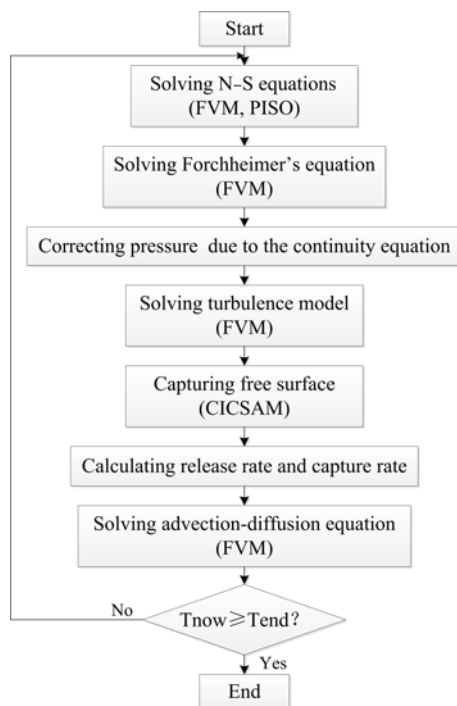 Start
Solving N-S equations
(FVM, PISO)
Solving Forchheimer's equation
(FVM)
Correcting pressure due to the continuity equation
Solving turbulence model
(FVM)
Capturing free surface
(CICSAM)
Calculating release rate and capture rate
Solving advection-diffusion equation
(FVM)
No
Tnow⩾Tend?
Yes
End